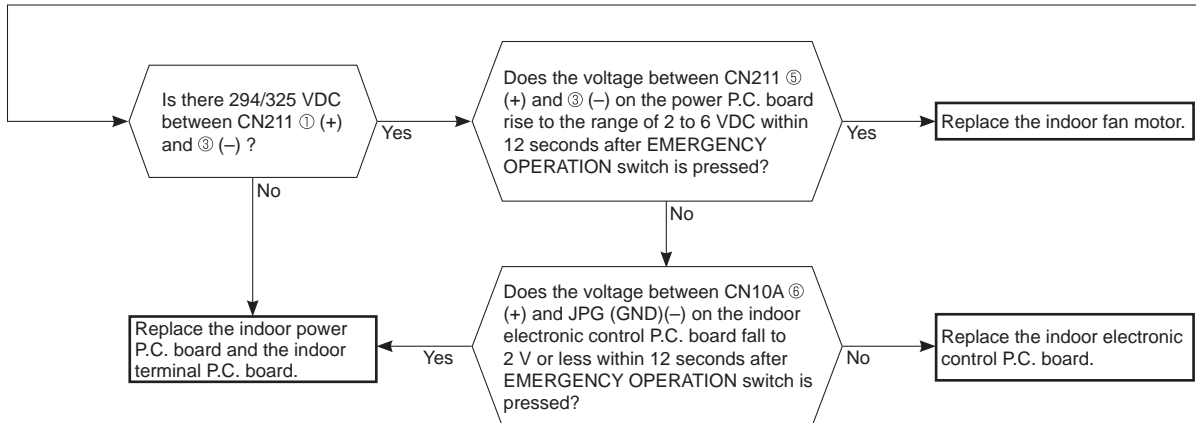 Is there 294/325 VDC
between CN211 ① (+)
and ③ (–) ?
Yes
No
Does the voltage between CN211 ⑤
(+) and ③ (–) on the power P.C. board
rise to the range of 2 to 6 VDC within
12 seconds after EMERGENCY
OPERATION switch is pressed?
Yes
No
Replace the indoor fan motor.
Replace the indoor power
P.C. board and the indoor
terminal P.C. board.
Yes
Does the voltage between CN10A ⑥
(+) and JPG (GND)(–) on the indoor
electronic control P.C. board fall to
2 V or less within 12 seconds after
EMERGENCY OPERATION switch is
pressed?
No
Replace the indoor electronic
control P.C. board.